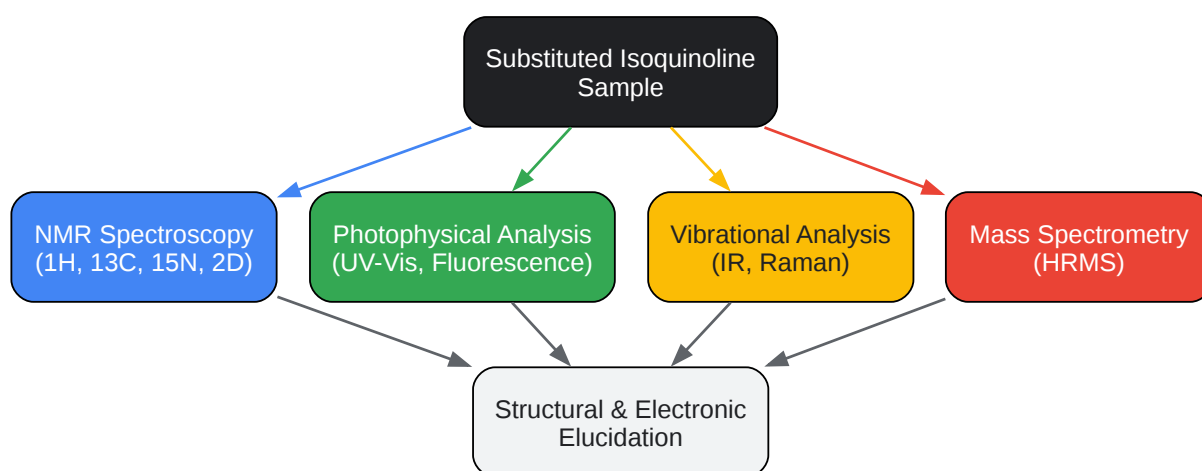 Substituted Isoquinoline
Sample
NMR Spectroscopy
(1H, 13C, 15N, 2D)
Photophysical Analysis
(UV-Vis, Fluorescence)
Vibrational Analysis
(IR, Raman)
Mass Spectrometry
(HRMS)
Structural & Electronic
Elucidation